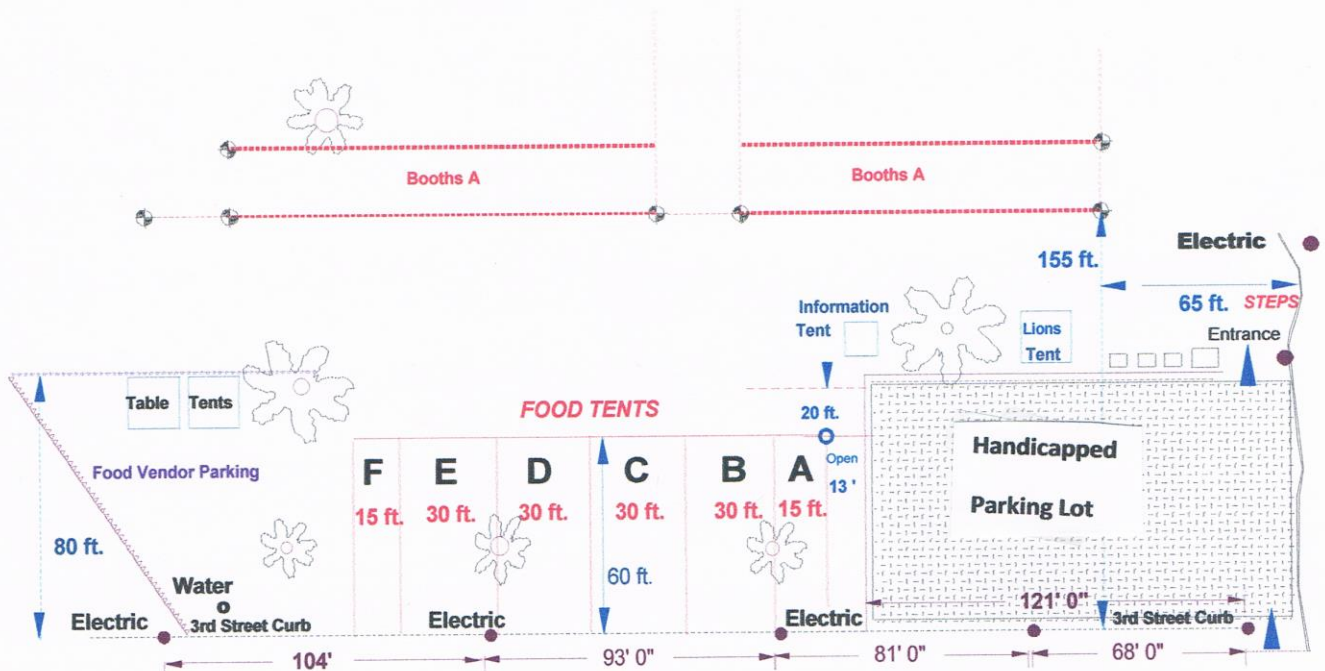 Booths A
Booths A
Electric
155 ft.
65 ft.
STEPS
Entrance
Information
Tent
Lions
Tent
Table
Tents
FOOD TENTS
20 ft.
Open
13 '
Handicapped
Parking Lot
Food Vendor Parking
F
E
D
C
B
A
15 ft.
30 ft.
30 ft.
30 ft.
30 ft.
15 ft.
80 ft.
60 ft.
Water
3rd Street Curb
Electric
Electric
Electric
121' 0"
3rd Street Curb
104'
93' 0"
81' 0"
68' 0"